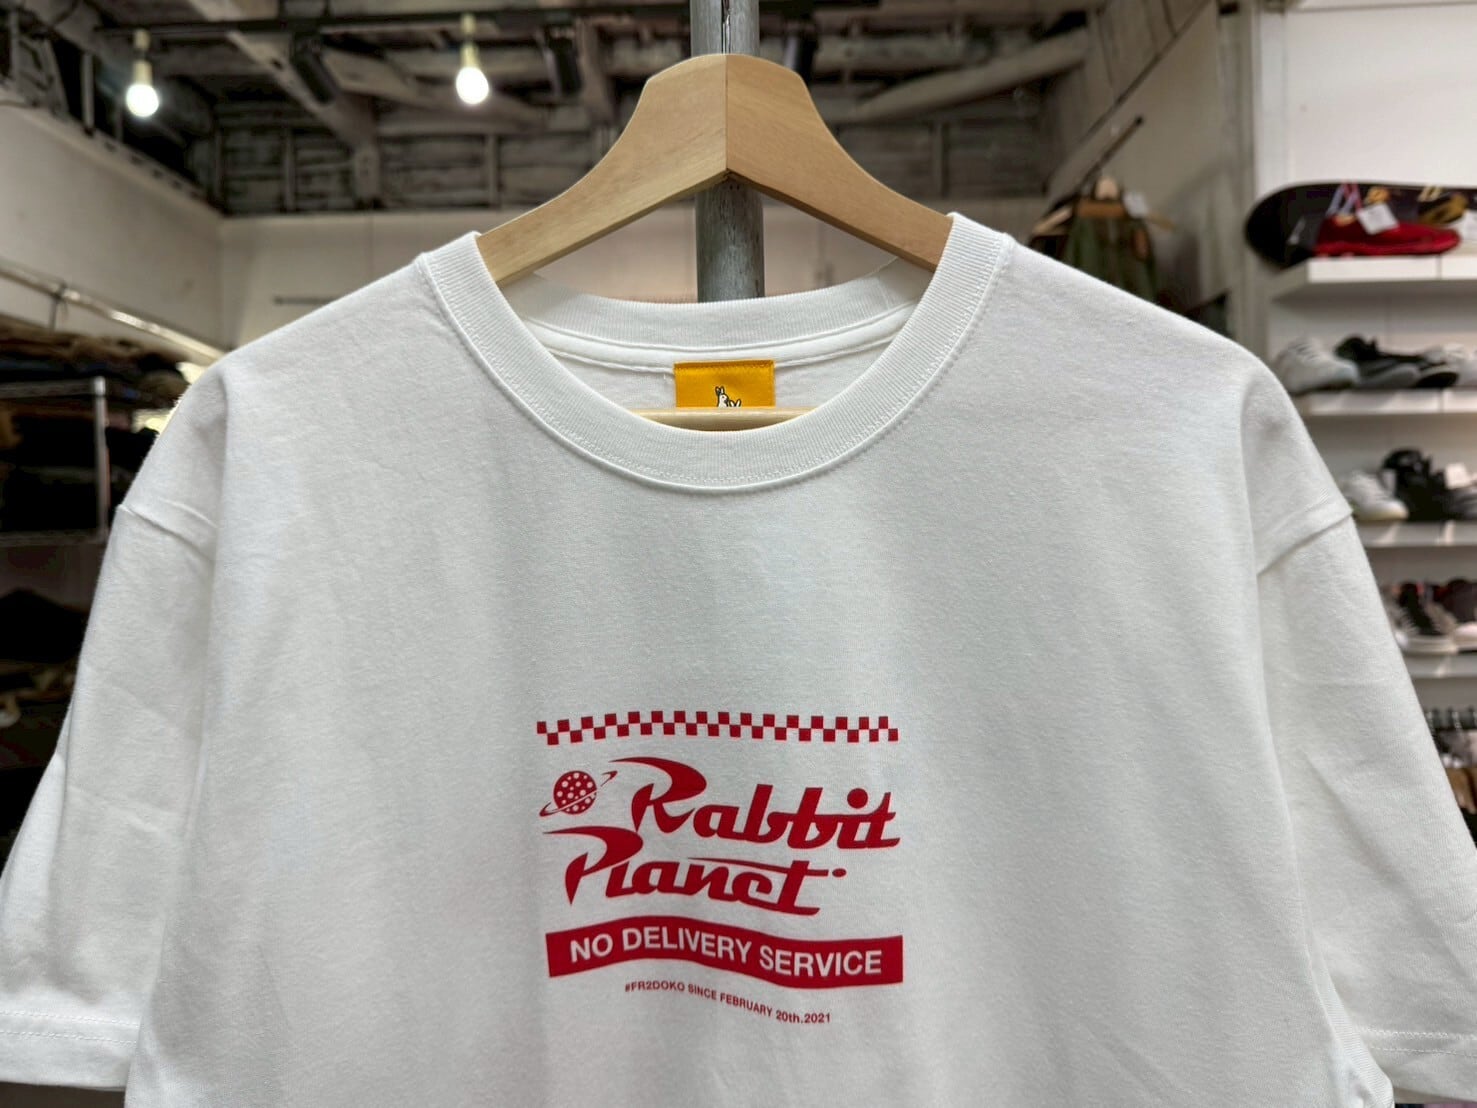 Rabbit
Planet
NO DELIVERY SERVICE
#FR2DOKO SINCE FEBRUARY 20th.2021